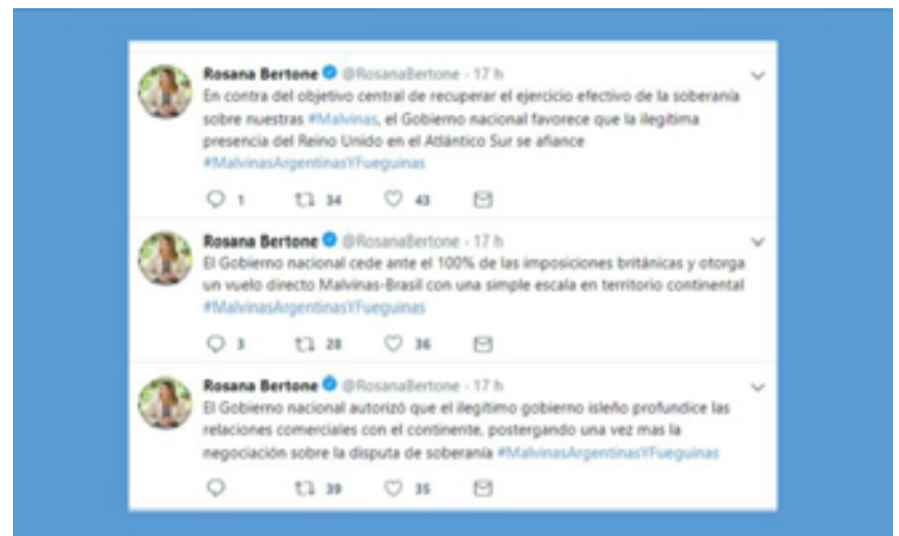 Rosana Bertone @RosanaBertone · 17 h
En contra del objetivo central de recuperar el ejercicio efectivo de la soberanía
sobre nuestras #Malvinas, el Gobierno nacional favorece que la ilegítima
presencia del Reino Unido en el Atlántico Sur se afiance
#MalvinasArgentinasYFueguinas
1 34 43
Rosana Bertone @RosanaBertone · 17 h
El Gobierno nacional cede ante el 100% de las imposiciones británicas y otorga
un vuelo directo Malvinas-Brasil con una simple escala en territorio continental
#MalvinasArgentinasYFueguinas
3 28 36
Rosana Bertone @RosanaBertone · 17 h
El Gobierno nacional autorizó que el ilegítimo gobierno isleño profundice las
relaciones comerciales con el continente, postergando una vez mas la
negociación sobre la disputa de soberanía #MalvinasArgentinasYFueguinas
39 35